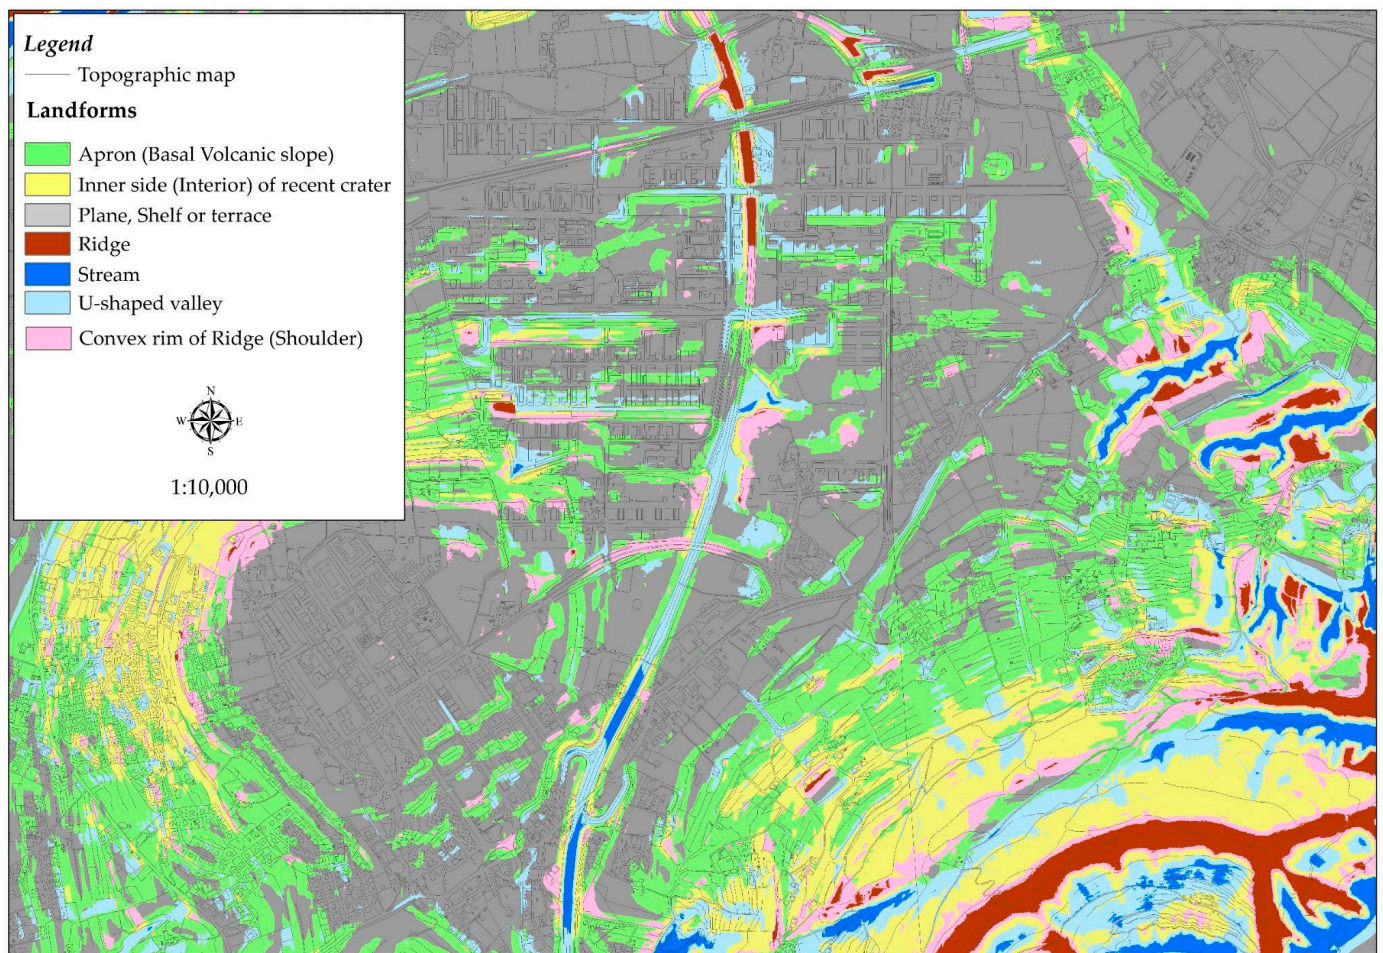 Legend
Topographic map
Landforms
Apron (Basal Volcanic slope)
Inner side (Interior) of recent crater
Plane, Shelf or terrace
Ridge
Stream
U-shaped valley
Convex rim of Ridge (Shoulder)
N
W E
S
1:10,000